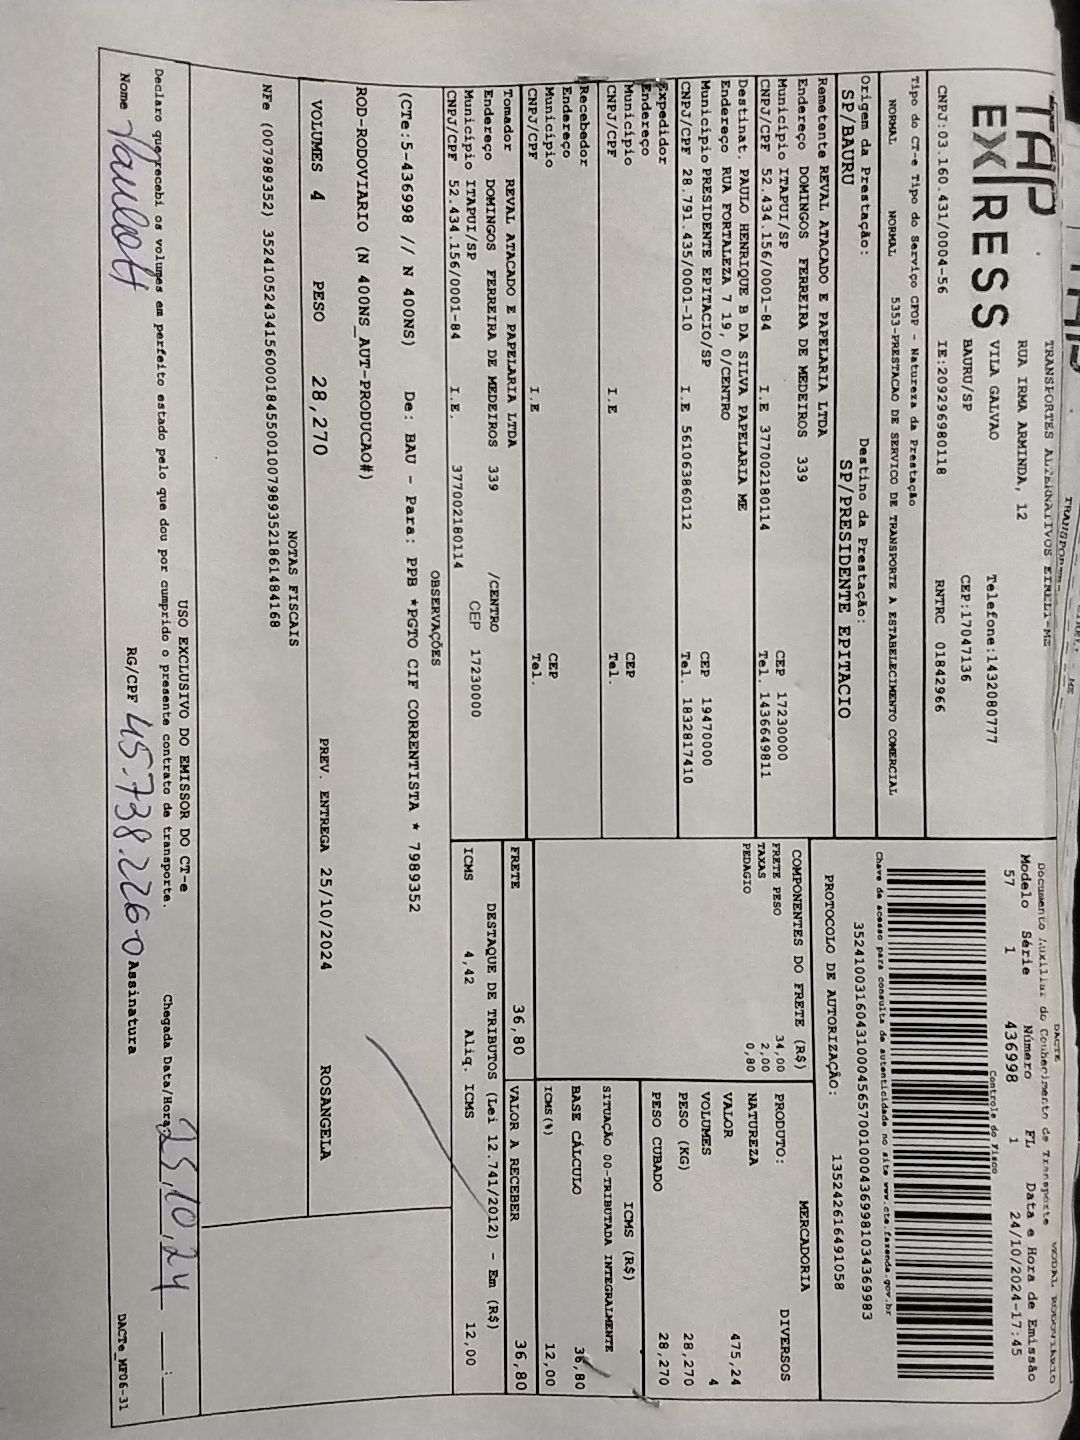 TAP
EXPRESS
TRANSPORTES ALTERNATIVOS EIRELI-ME
RUA IRMA ARMINDA, 12
VILA GALVAO
BAURU/SP
Telefone:1432080777
CEP:17047136
CNPJ:03.160.431/0004-56 IE:209296980118 RNTRC 01842966
Tipo do CT-e Tipo do Serviço CFOP - Natureza da Prestação
NORMAL NORMAL 5353-PRESTACAO DE SERVICO DE TRANSPORTE A ESTABELECIMENTO COMERCIAL
Origem da Prestação: Destino da Prestação:
SP/BAURU SP/PRESIDENTE EPITACIO
DACTE MODAL RODOVIARIO
Documento Auxiliar do Conhecimento de Transporte
Modelo Série Número FL Data e Hora de Emissão
57 1 436998 1 24/10/2024-17:45
Controle do Fisco
Chave de acesso para consulta de autenticidade no site www.cte.fazenda.gov.br
35241003160431000456570010004369981034369983
PROTOCOLO DE AUTORIZAÇÃO: 135242616491058
Remetente REVAL ATACADO E PAPELARIA LTDA
Endereço DOMINGOS FERREIRA DE MEDEIROS 339
Município ITAPUI/SP CEP 17230000
CNPJ/CPF 52.434.156/0001-84 I.E 377002180114 Tel. 1436649811
Destinat. PAULO HENRIQUE B DA SILVA PAPELARIA ME
Endereço RUA FORTALEZA 7 19, 0/CENTRO
Município PRESIDENTE EPITACIO/SP CEP 19470000
CNPJ/CPF 28.791.435/0001-10 I.E 561063860112 Tel. 1832817410
Expedidor
Endereço
Município CEP
CNPJ/CPF I.E Tel.
Recebedor
Endereço
Município CEP
CNPJ/CPF I.E Tel.
Tomador REVAL ATACADO E PAPELARIA LTDA
Endereço DOMINGOS FERREIRA DE MEDEIROS 339 /CENTRO
Município ITAPUI/SP CEP 17230000
CNPJ/CPF 52.434.156/0001-84 I.E. 377002180114
COMPONENTES DO FRETE (R$)
FRETE PESO 34,00
TAXAS 2,00
PEDAGIO 0,80
MERCADORIA
PRODUTO: DIVERSOS
NATUREZA
VALOR 475,24
VOLUMES 4
PESO (KG) 28,270
PESO CUBADO 28,270
ICMS (R$)
SITUAÇÃO 00-TRIBUTADA INTEGRALMENTE
BASE CÁLCULO 36,80
ICMS(%) 12,00
FRETE 36,80 VALOR A RECEBER 36,80
DESTAQUE DE TRIBUTOS (Lei 12.741/2012) - Em (R$)
ICMS 4,42 Aliq. ICMS 12,00
OBSERVAÇÕES
(CTe:5-436998 // N 400NS) De: BAU - Para: PPB *PGTO CIF CORRENTISTA * 7989352
ROD-RODOVIARIO (N 400NS_AUT-PRODUCAO#)
VOLUMES 4 PESO 28,270 PREV. ENTREGA 25/10/2024 ROSANGELA
NOTAS FISCAIS
NFe (007989352) 35241052434156000184550010079893521861484168
USO EXCLUSIVO DO EMISSOR DO CT-e
Declaro que recebi os volumes em perfeito estado pelo que dou por cumprido o presente contrato de transporte. Chegada Data/Hora: 25,10,24 __:__
Nome RG/CPF 45.738.226-0 Assinatura
DACTe_MF06-31